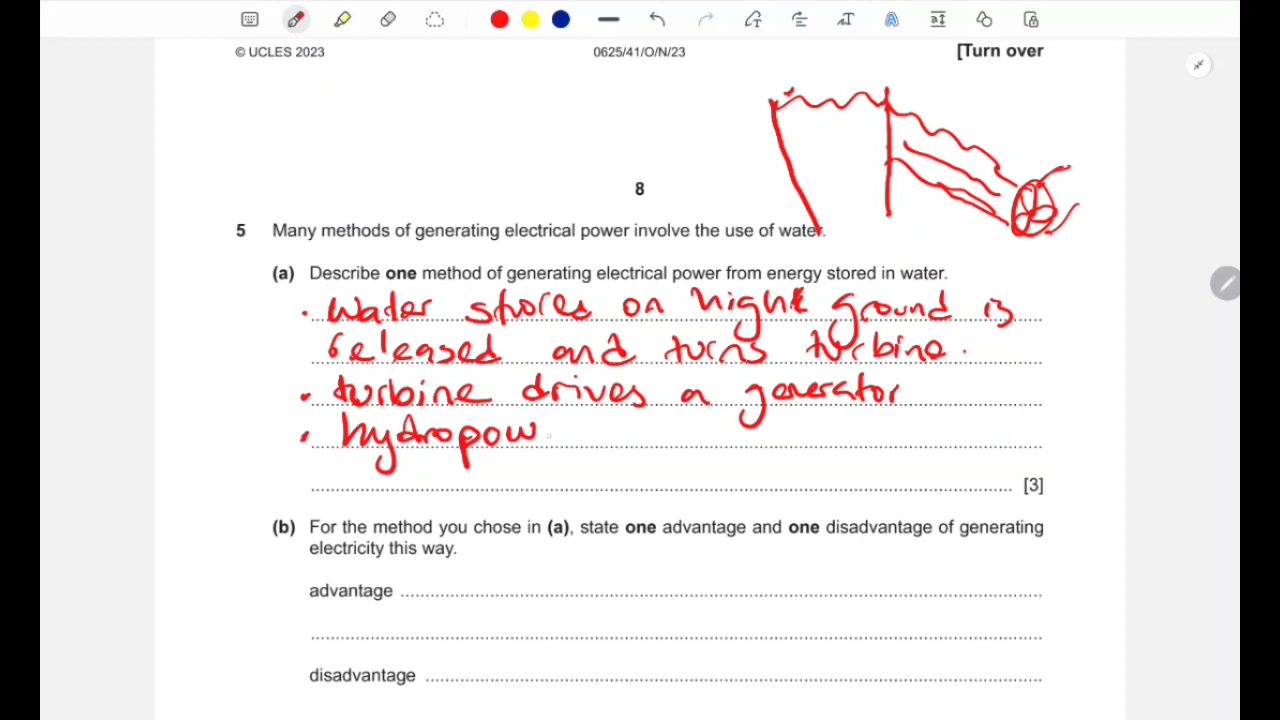 © UCLES 2023 0625/41/O/N/23 [Turn over
8
5 Many methods of generating electrical power involve the use of water.
(a) Describe one method of generating electrical power from energy stored in water.
• Water stores on hight ground is
released and turns turbine.
• turbine drives a generator
• hydropow
[3]
(b) For the method you chose in (a), state one advantage and one disadvantage of generating
electricity this way.
advantage
disadvantage